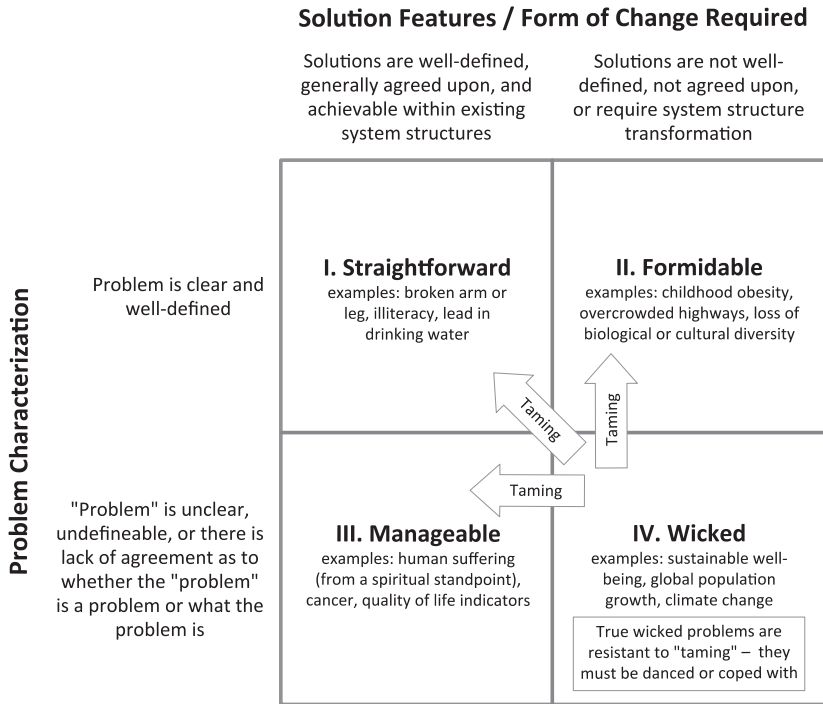 Solution Features / Form of Change Required
Solutions are well-defined,
generally agreed upon, and
achievable within existing
system structures
Solutions are not well-
defined, not agreed upon,
or require system structure
transformation
Problem Characterization
Problem is clear and
well-defined
I. Straightforward
examples: broken arm or
leg, illiteracy, lead in
drinking water
II. Formidable
examples: childhood obesity,
overcrowded highways, loss of
biological or cultural diversity
Taming
Taming
Taming
"Problem" is unclear,
undefineable, or there is
lack of agreement as to
whether the "problem"
is a problem or what the
problem is
III. Manageable
examples: human suffering
(from a spiritual standpoint),
cancer, quality of life indicators
IV. Wicked
examples: sustainable well-
being, global population
growth, climate change
True wicked problems are
resistant to "taming" – they
must be danced or coped with